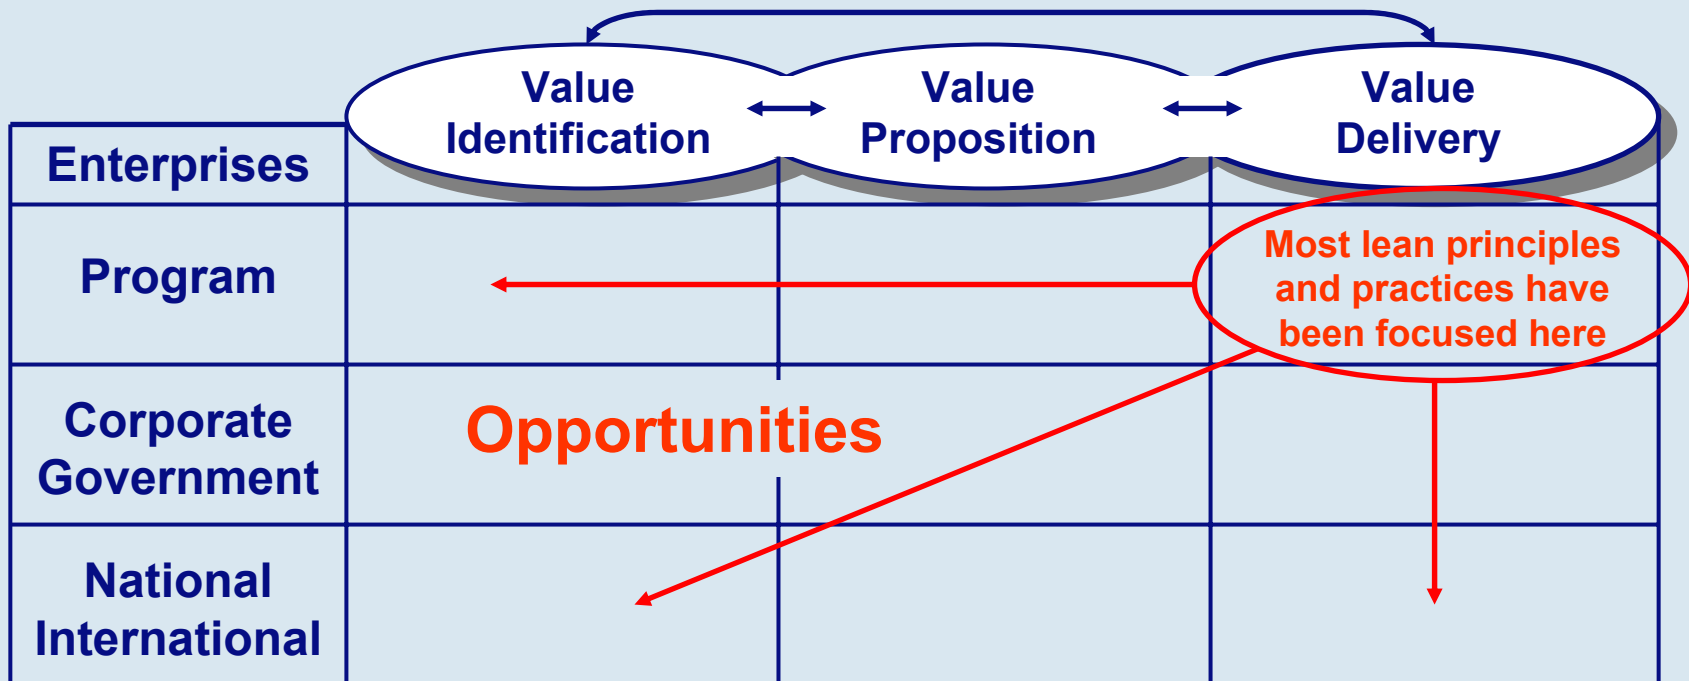 Value
Identification
Value
Proposition
Value
Delivery
Enterprises
Program
Most lean principles
and practices have
been focused here
Corporate
Government
Opportunities
National
International